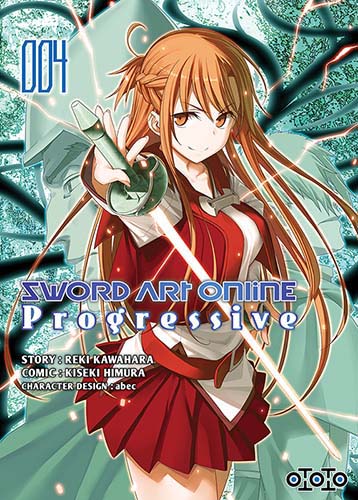 004
SWORD ART ONLINE
Progressive
STORY : REKI KAWAHARA
COMIC : KISEKI HIMURA
CHARACTER DESIGN : abec
OTOTO